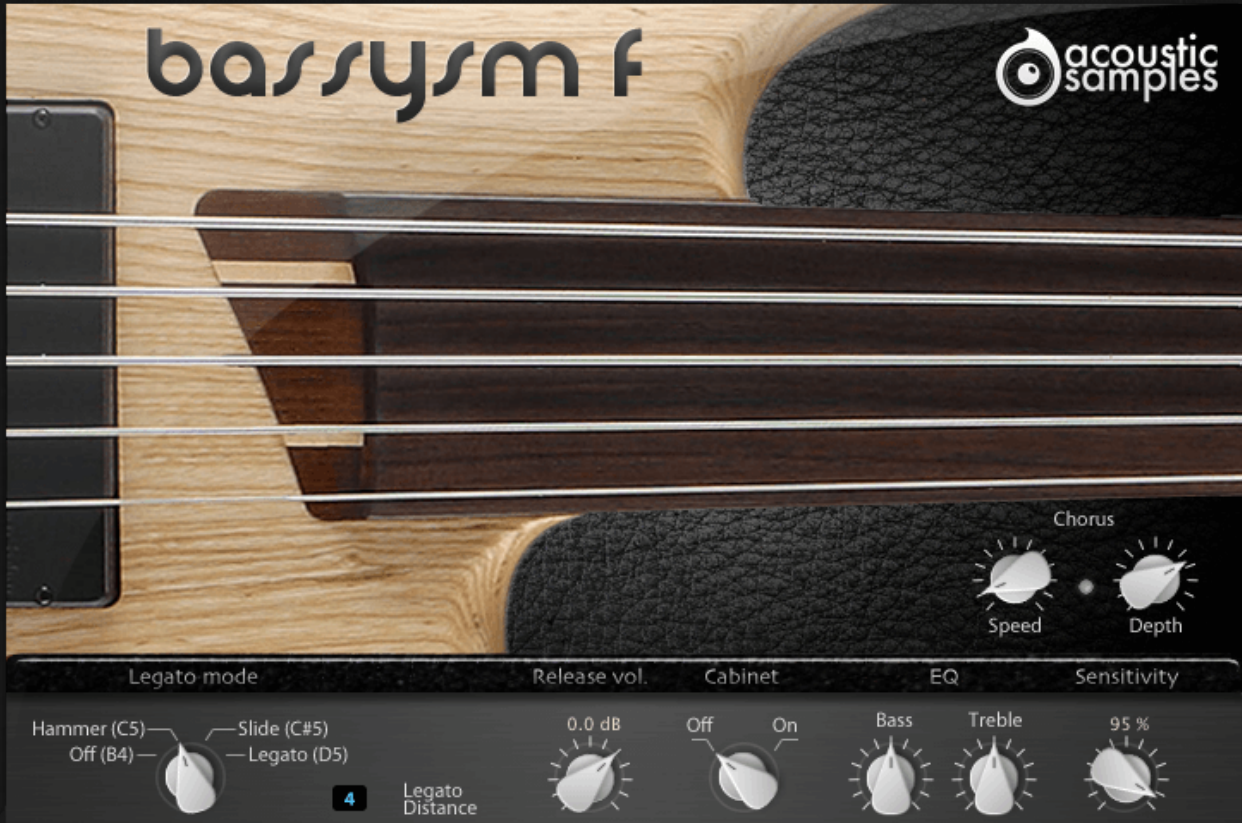 bassysm f
acoustic
samples
Chorus
Speed
Depth
Legato mode
Release vol.
Cabinet
EQ
Sensitivity
Hammer (C5)
Slide (C#5)
Off (B4)
Legato (D5)
4
Legato
Distance
0.0 dB
Off
On
Bass
Treble
95 %